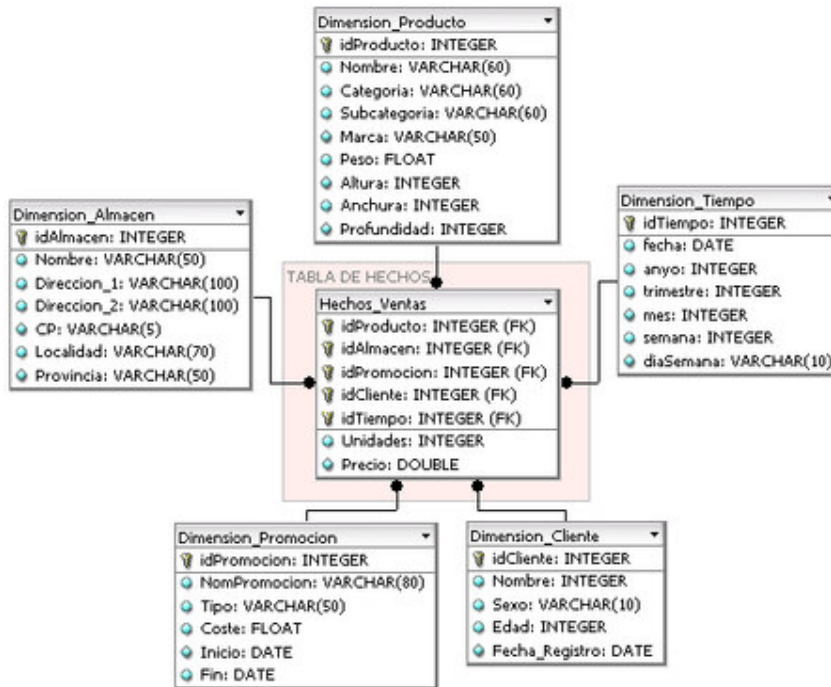 Dimension_Producto
idProducto: INTEGER
Nombre: VARCHAR(60)
Categoria: VARCHAR(60)
Subcategoria: VARCHAR(60)
Marca: VARCHAR(50)
Peso: FLOAT
Altura: INTEGER
Anchura: INTEGER
Profundidad: INTEGER
Dimension_Almacen
idAlmacen: INTEGER
Nombre: VARCHAR(50)
Direccion_1: VARCHAR(100)
Direccion_2: VARCHAR(100)
CP: VARCHAR(5)
Localidad: VARCHAR(70)
Provincia: VARCHAR(50)
Dimension_Tiempo
idTiempo: INTEGER
fecha: DATE
anyo: INTEGER
trimestre: INTEGER
mes: INTEGER
semana: INTEGER
diaSemana: VARCHAR(10)
TABLA DE HECHOS
Hechos_Ventas
idProducto: INTEGER (FK)
idAlmacen: INTEGER (FK)
idPromocion: INTEGER (FK)
idCliente: INTEGER (FK)
idTiempo: INTEGER (FK)
Unidades: INTEGER
Precio: DOUBLE
Dimension_Promocion
idPromocion: INTEGER
NomPromocion: VARCHAR(80)
Tipo: VARCHAR(50)
Coste: FLOAT
Inicio: DATE
Fin: DATE
Dimension_Cliente
idCliente: INTEGER
Nombre: INTEGER
Sexo: VARCHAR(10)
Edad: INTEGER
Fecha_Registro: DATE